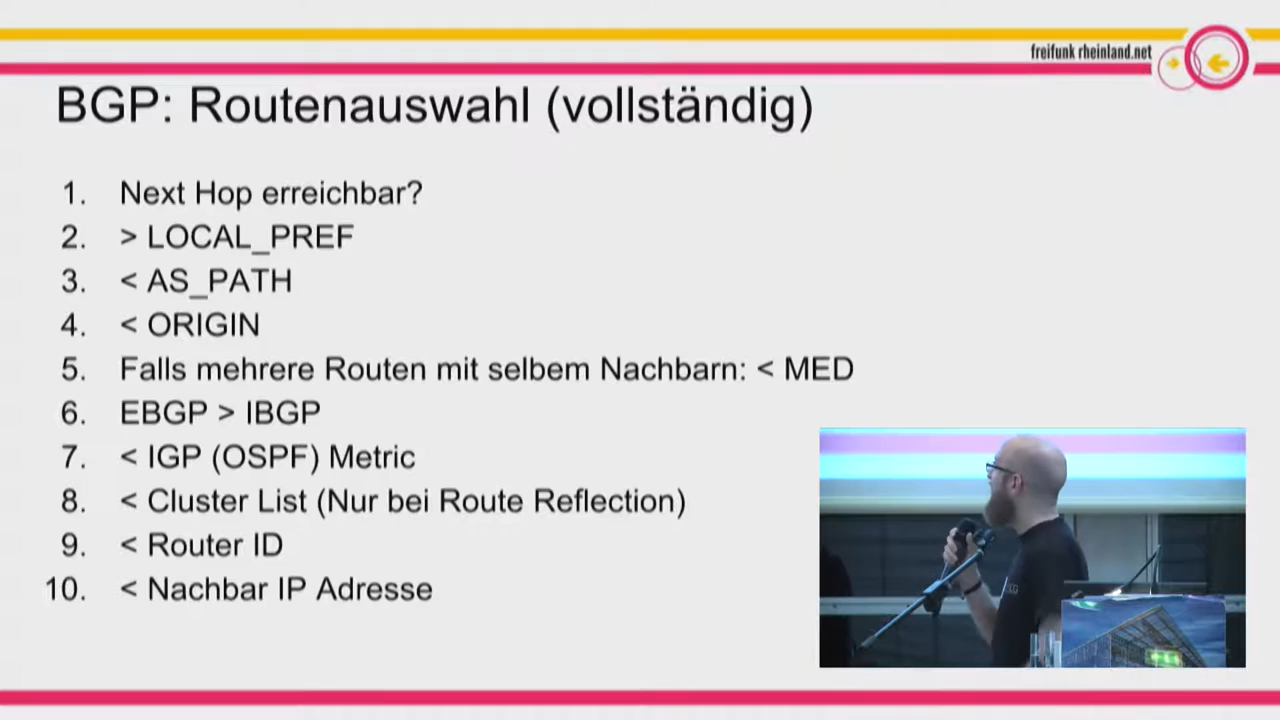 freifunk rheinland.net
BGP: Routenauswahl (vollständig)
1. Next Hop erreichbar?
2. > LOCAL_PREF
3. < AS_PATH
4. < ORIGIN
5. Falls mehrere Routen mit selbem Nachbarn: < MED
6. EBGP > IBGP
7. < IGP (OSPF) Metric
8. < Cluster List (Nur bei Route Reflection)
9. < Router ID
10. < Nachbar IP Adresse